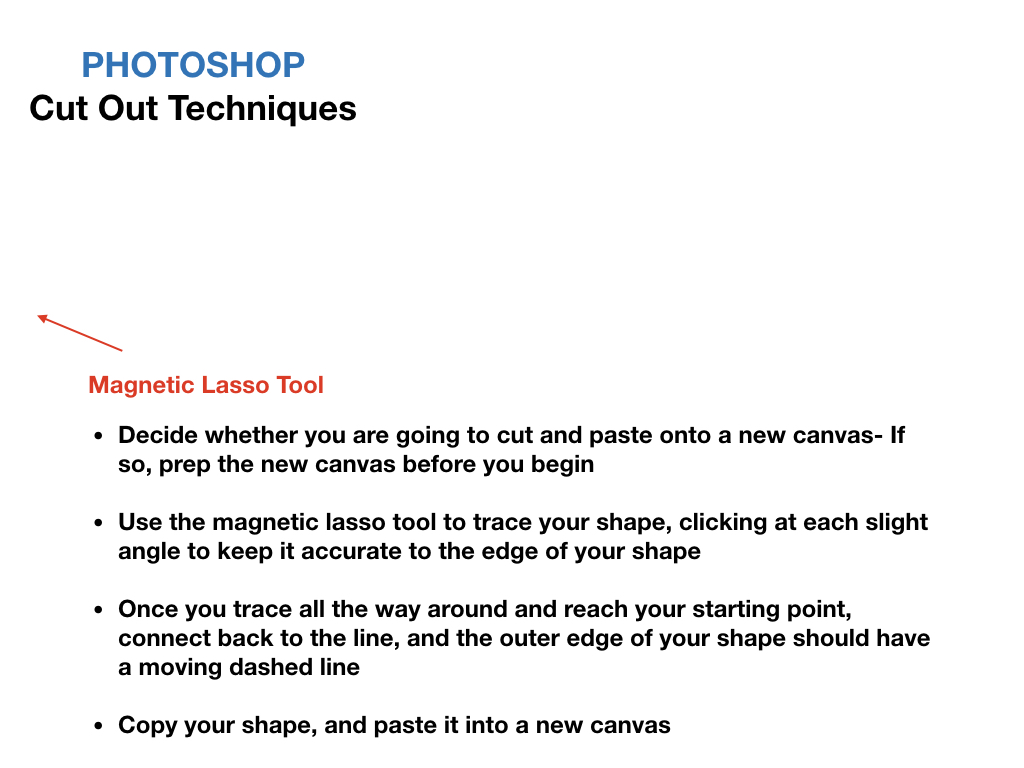 PHOTOSHOP
Cut Out Techniques
Magnetic Lasso Tool
• Decide whether you are going to cut and paste onto a new canvas- If
so, prep the new canvas before you begin
• Use the magnetic lasso tool to trace your shape, clicking at each slight
angle to keep it accurate to the edge of your shape
• Once you trace all the way around and reach your starting point,
connect back to the line, and the outer edge of your shape should have
a moving dashed line
• Copy your shape, and paste it into a new canvas